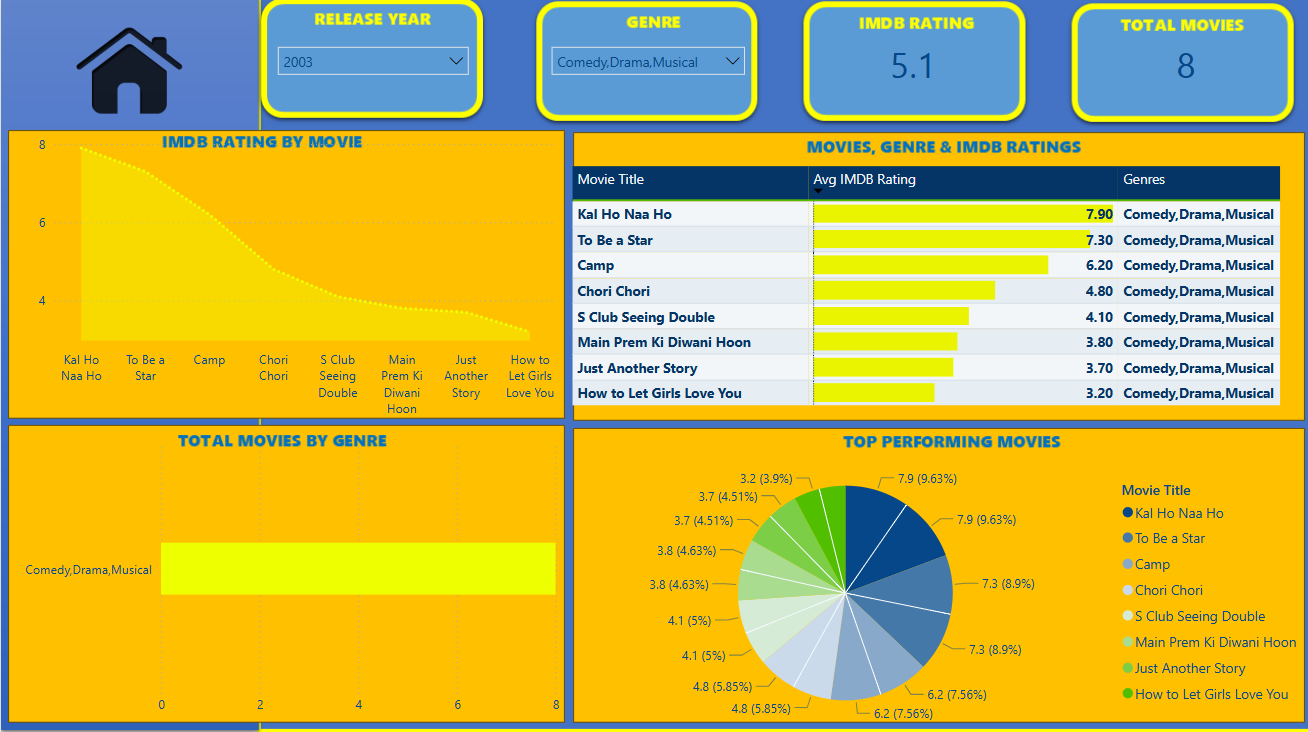 RELEASE YEAR
2003
GENRE
Comedy,Drama,Musical
IMDB RATING
5.1
TOTAL MOVIES
8
IMDB RATING BY MOVIE
8
6
4
Kal Ho
Naa Ho
To Be a
Star
Camp
Chori
Chori
S Club
Seeing
Double
Main
Prem Ki
Diwani
Hoon
Just
Another
Story
How to
Let Girls
Love You
MOVIES, GENRE & IMDB RATINGS
Movie Title Avg IMDB Rating Genres
Kal Ho Naa Ho 7.90 Comedy,Drama,Musical
To Be a Star 7.30 Comedy,Drama,Musical
Camp 6.20 Comedy,Drama,Musical
Chori Chori 4.80 Comedy,Drama,Musical
S Club Seeing Double 4.10 Comedy,Drama,Musical
Main Prem Ki Diwani Hoon 3.80 Comedy,Drama,Musical
Just Another Story 3.70 Comedy,Drama,Musical
How to Let Girls Love You 3.20 Comedy,Drama,Musical
TOTAL MOVIES BY GENRE
Comedy,Drama,Musical
0 2 4 6 8
TOP PERFORMING MOVIES
7.9 (9.63%)
7.9 (9.63%)
7.3 (8.9%)
7.3 (8.9%)
6.2 (7.56%)
6.2 (7.56%)
4.8 (5.85%)
4.8 (5.85%)
4.1 (5%)
4.1 (5%)
3.8 (4.63%)
3.8 (4.63%)
3.7 (4.51%)
3.7 (4.51%)
3.2 (3.9%)
Movie Title
Kal Ho Naa Ho
To Be a Star
Camp
Chori Chori
S Club Seeing Double
Main Prem Ki Diwani Hoon
Just Another Story
How to Let Girls Love You